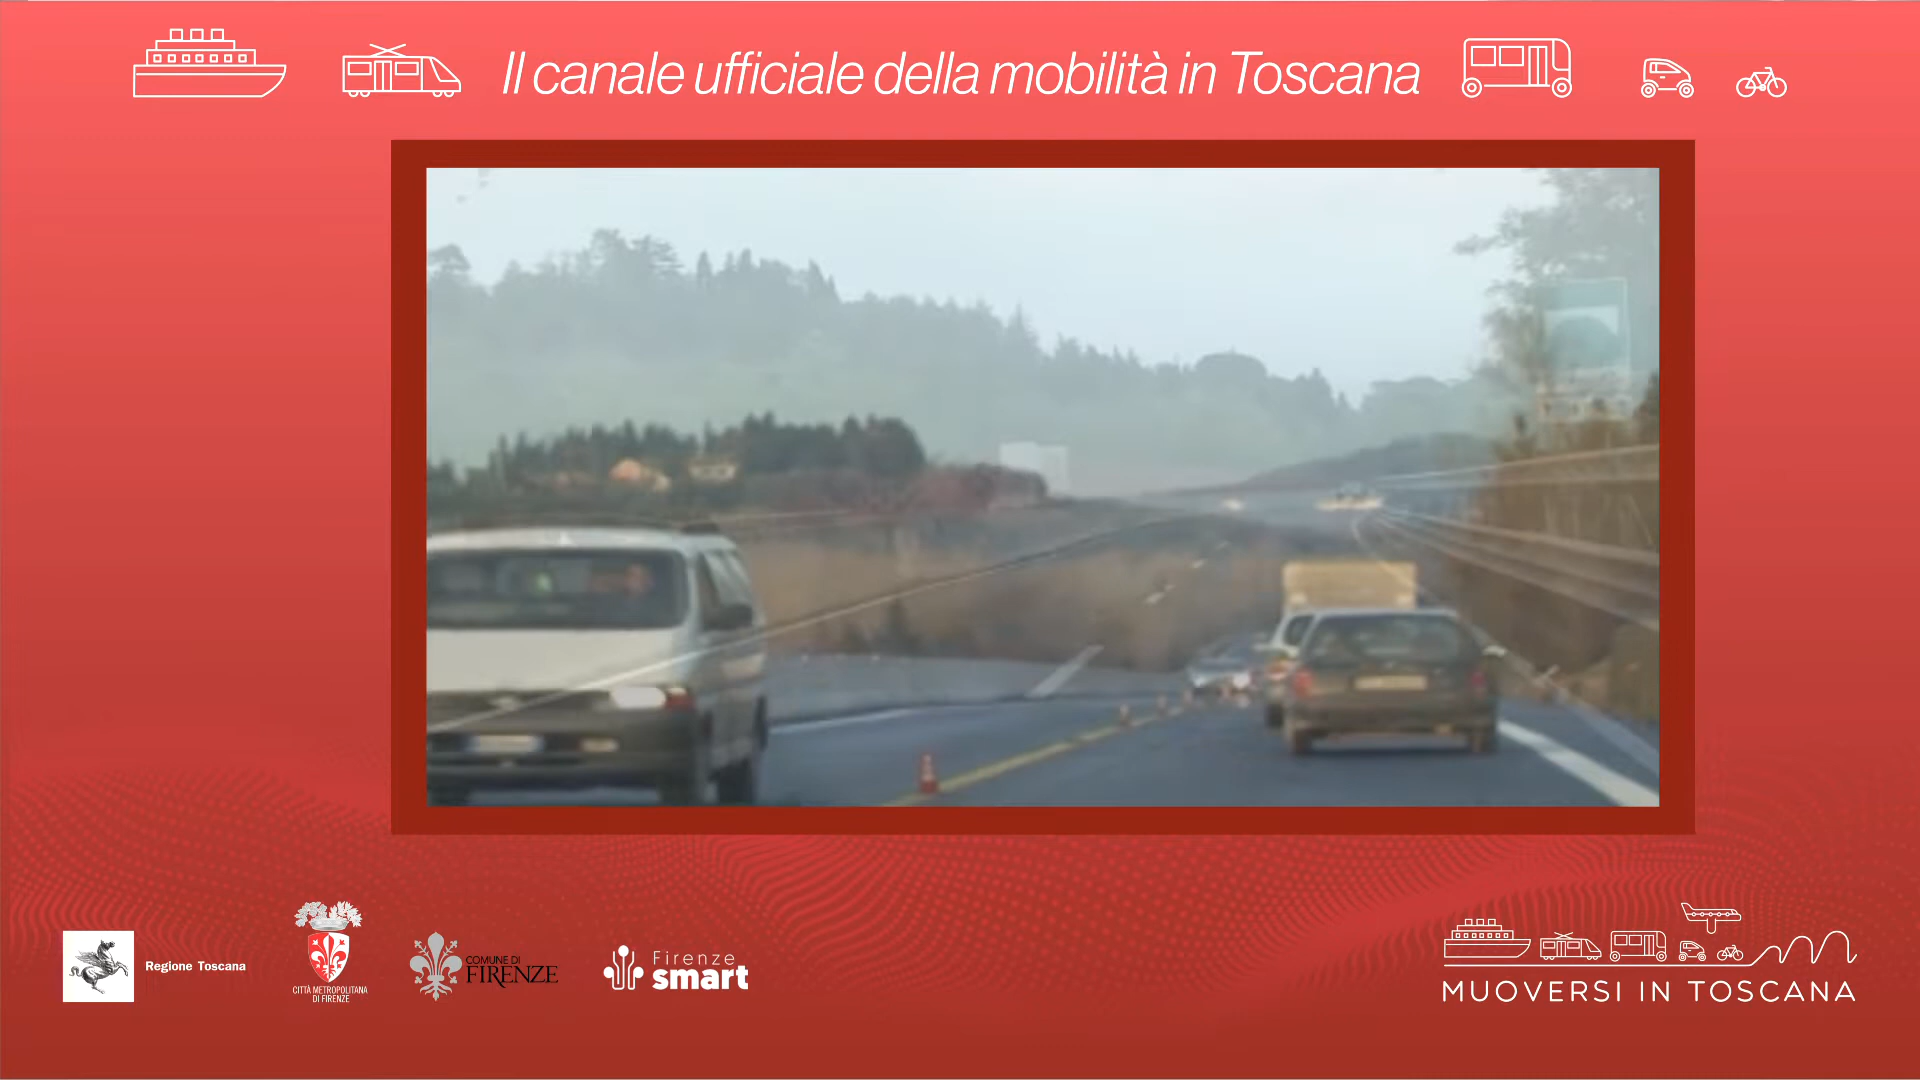 Il canale ufficiale della mobilità in Toscana
Regione Toscana
CITTÀ METROPOLITANA
DI FIRENZE
COMUNE DI
FIRENZE
Firenze
smart
MUOVERSI IN TOSCANA